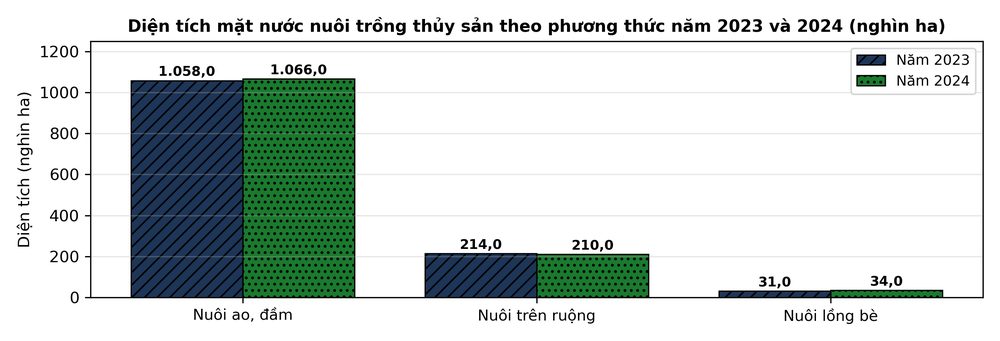 Diện tích mặt nước nuôi trồng thủy sản theo phương thức năm 2023 và 2024 (nghìn ha)
Diện tích (nghìn ha)
1200
1000
800
600
400
200
0
1.058,0
1.066,0
214,0
210,0
31,0
34,0
Năm 2023
Năm 2024
Nuôi ao, đầm
Nuôi trên ruộng
Nuôi lồng bè